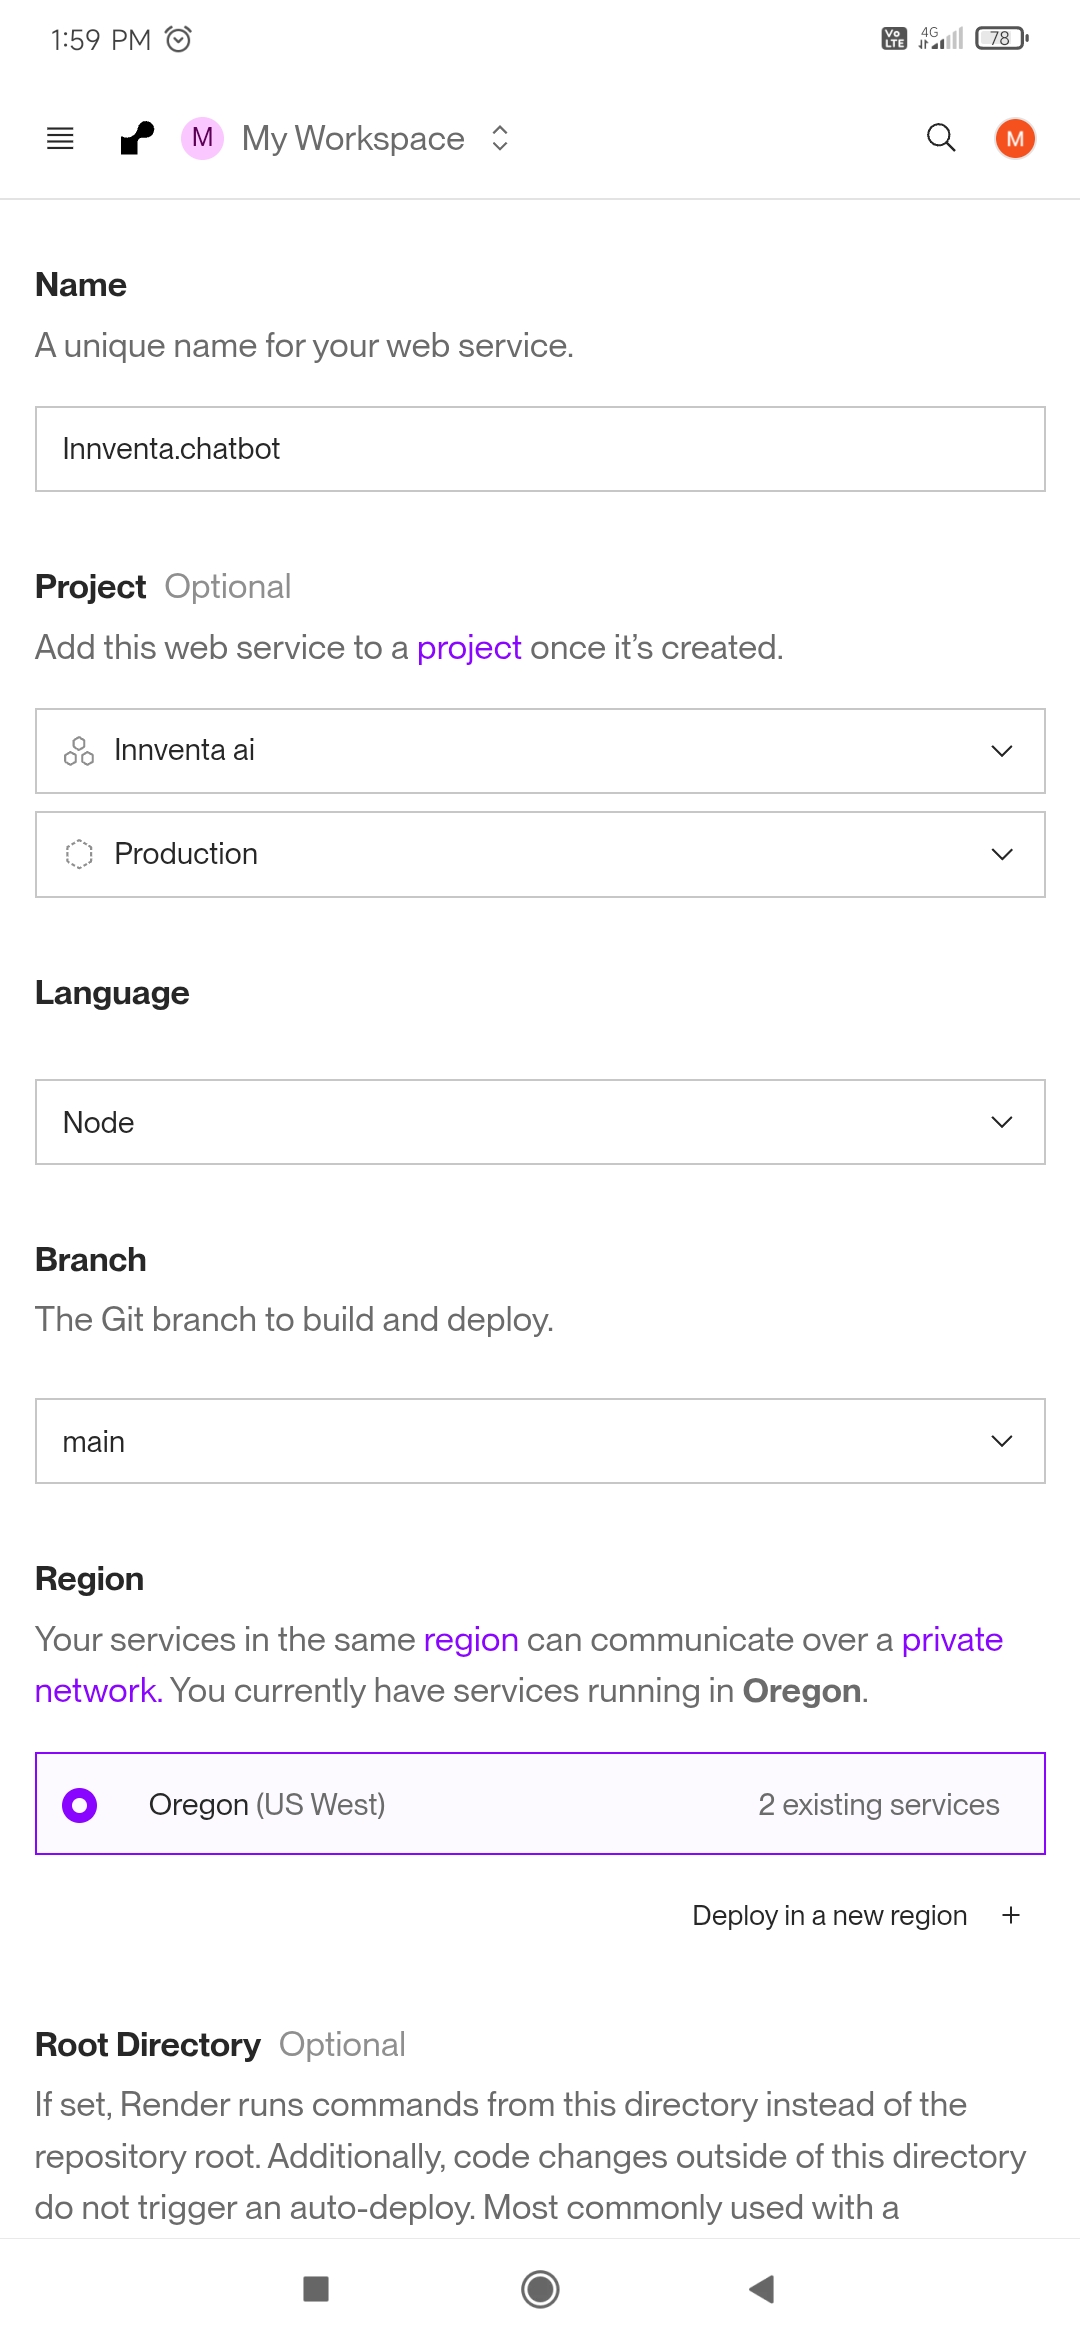 1:59 PM
Vo LTE 4G 78
M My Workspace M
Name
A unique name for your web service.
Innventa.chatbot
Project Optional
Add this web service to a project once it’s created.
Innventa ai
Production
Language
Node
Branch
The Git branch to build and deploy.
main
Region
Your services in the same region can communicate over a private
network. You currently have services running in Oregon.
Oregon (US West) 2 existing services
Deploy in a new region +
Root Directory Optional
If set, Render runs commands from this directory instead of the
repository root. Additionally, code changes outside of this directory
do not trigger an auto-deploy. Most commonly used with a